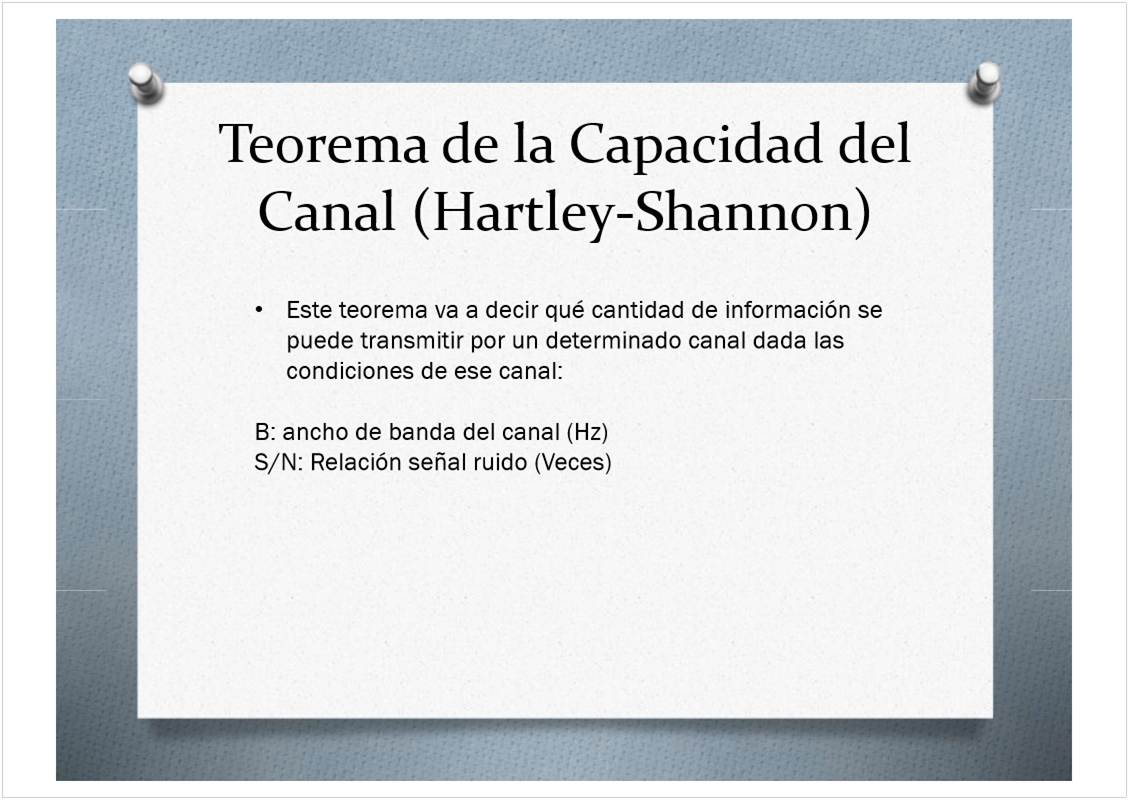 Teorema de la Capacidad del
Canal (Hartley-Shannon)
• Este teorema va a decir qué cantidad de información se
puede transmitir por un determinado canal dada las
condiciones de ese canal:
B: ancho de banda del canal (Hz)
S/N: Relación señal ruido (Veces)